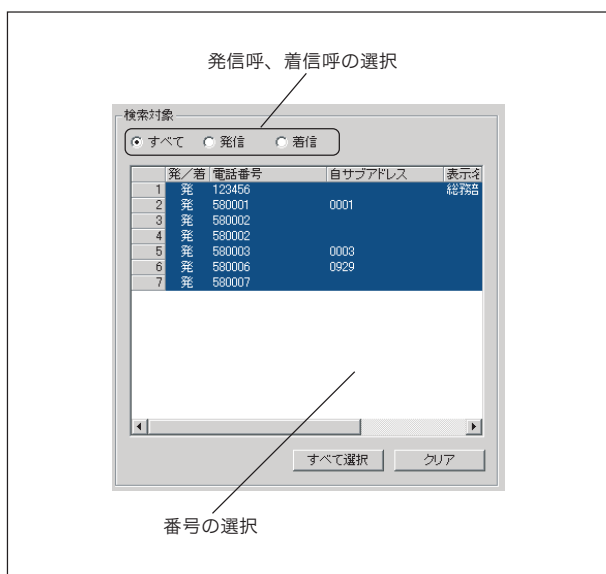 発信呼、着信呼の選択
検索対象
すべて 発信 着信
発／着 電話番号 自サブアドレス 表示名
1 発 123456 総務部
2 発 580001 0001
3 発 580002
4 発 580002
5 発 580003 0003
6 発 580006 0929
7 発 580007
すべて選択 クリア
番号の選択